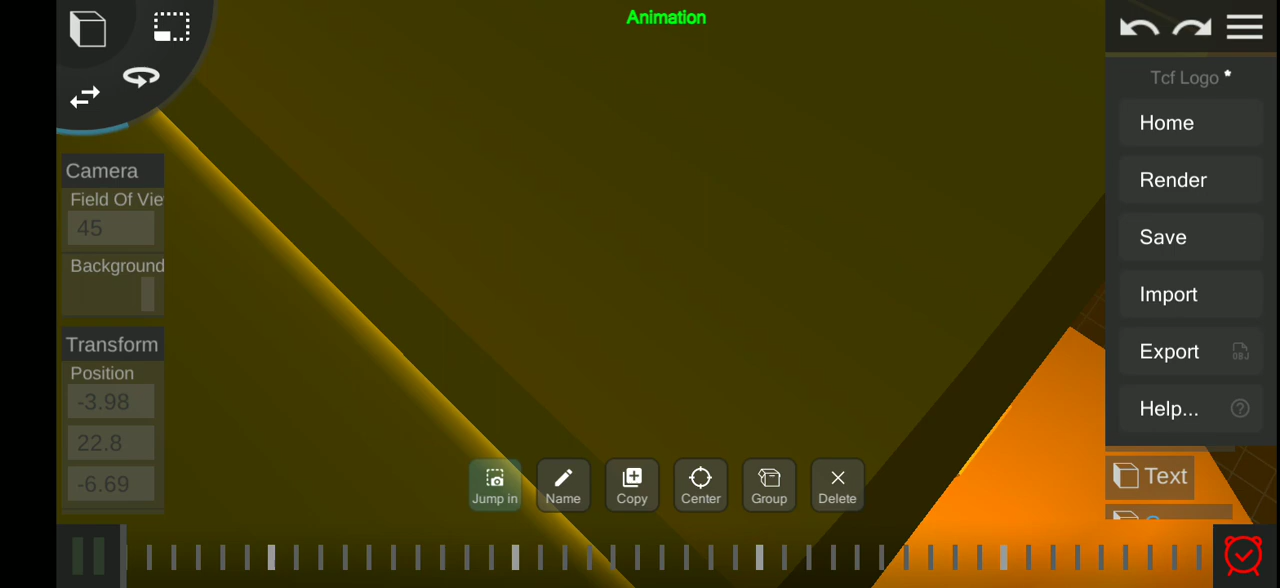 Animation
Tcf Logo *
Home
Render
Save
Import
Export
OBJ
Help...
?
Camera
Field Of Vie
45
Background
Transform
Position
-3.98
22.8
-6.69
Jump in
Name
Copy
Center
Group
Delete
Text